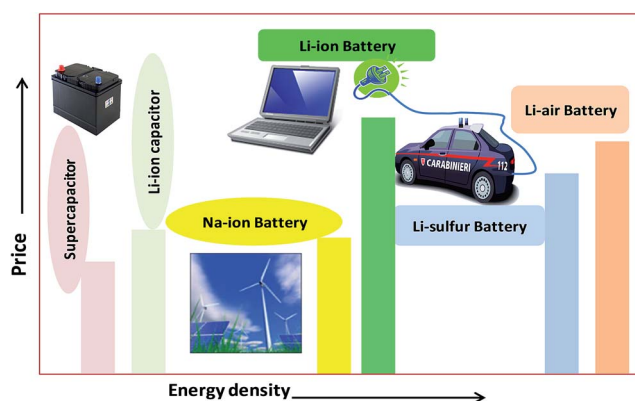 Li-ion Battery
Li-ion capacitor
Li-air Battery
CARABINIERI
112
Supercapacitor
Na-ion Battery
Li-sulfur Battery
Price
Energy density